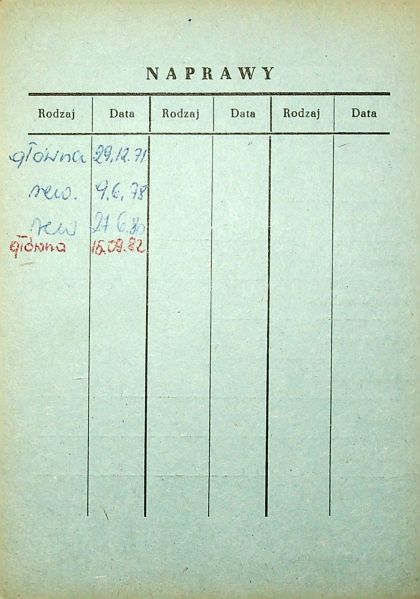 NAPRAWY
Rodzaj Data Rodzaj Data Rodzaj Data
główna 29.12.71
rew. 9.6.78
rew 27 6.80
główna 15.09.82